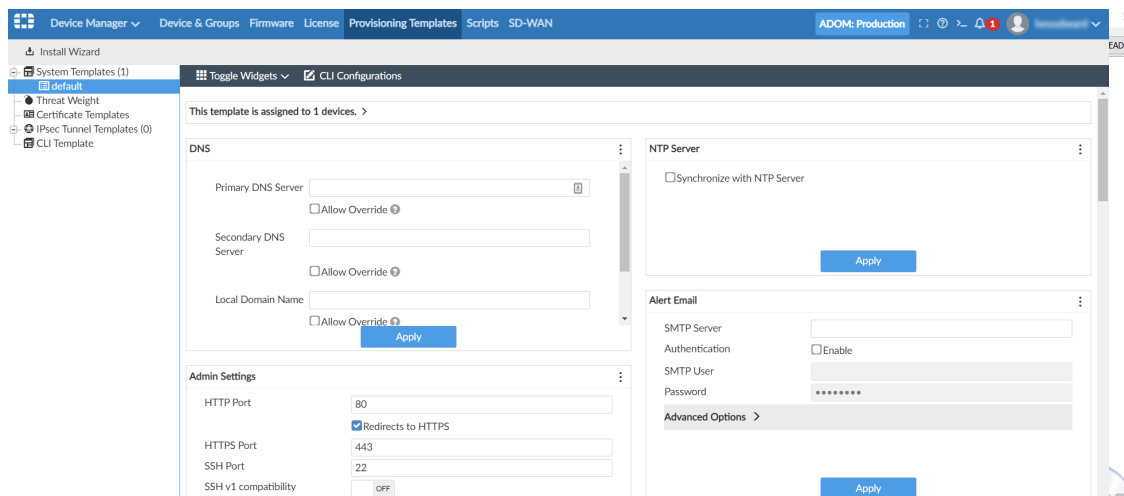 Device Manager Device & Groups Firmware License Provisioning Templates Scripts SD-WAN ADOM: Production 1
EAD
Install Wizard
System Templates (1)
default
Threat Weight
Certificate Templates
IPsec Tunnel Templates (0)
CLI Template
Toggle Widgets CLI Configurations
This template is assigned to 1 devices. >
DNS
Primary DNS Server
Allow Override
Secondary DNS
Server
Allow Override
Local Domain Name
Allow Override
Apply
NTP Server
Synchronize with NTP Server
Apply
Admin Settings
HTTP Port 80
Redirects to HTTPS
HTTPS Port 443
SSH Port 22
SSH v1 compatibility OFF
Alert Email
SMTP Server
Authentication Enable
SMTP User
Password ••••••••
Advanced Options >
Apply